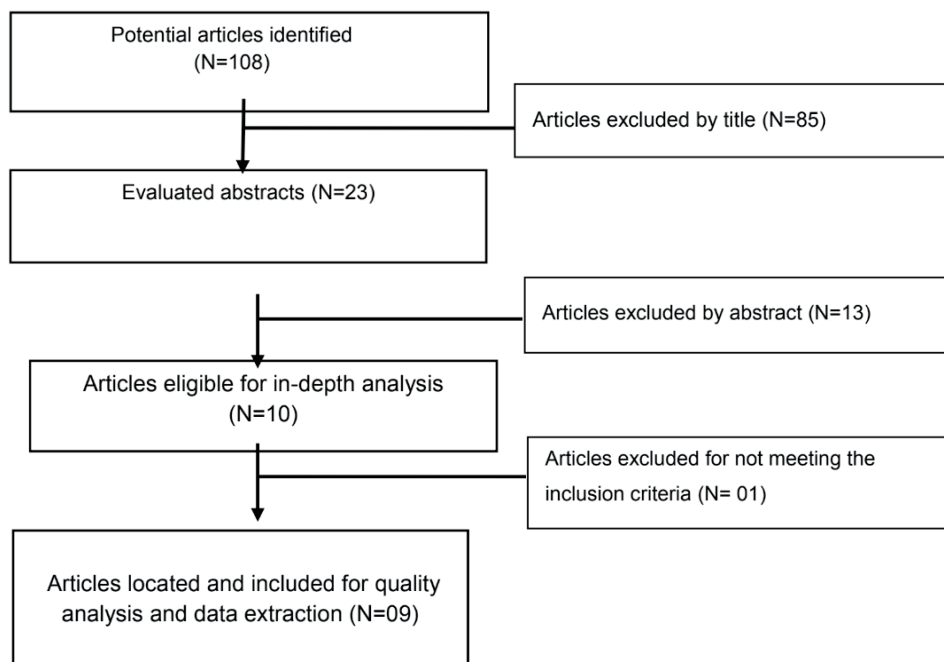 Potential articles identified
(N=108)
Articles excluded by title (N=85)
Evaluated abstracts (N=23)
Articles excluded by abstract (N=13)
Articles eligible for in-depth analysis
(N=10)
Articles excluded for not meeting the
inclusion criteria (N= 01)
Articles located and included for quality
analysis and data extraction (N=09)